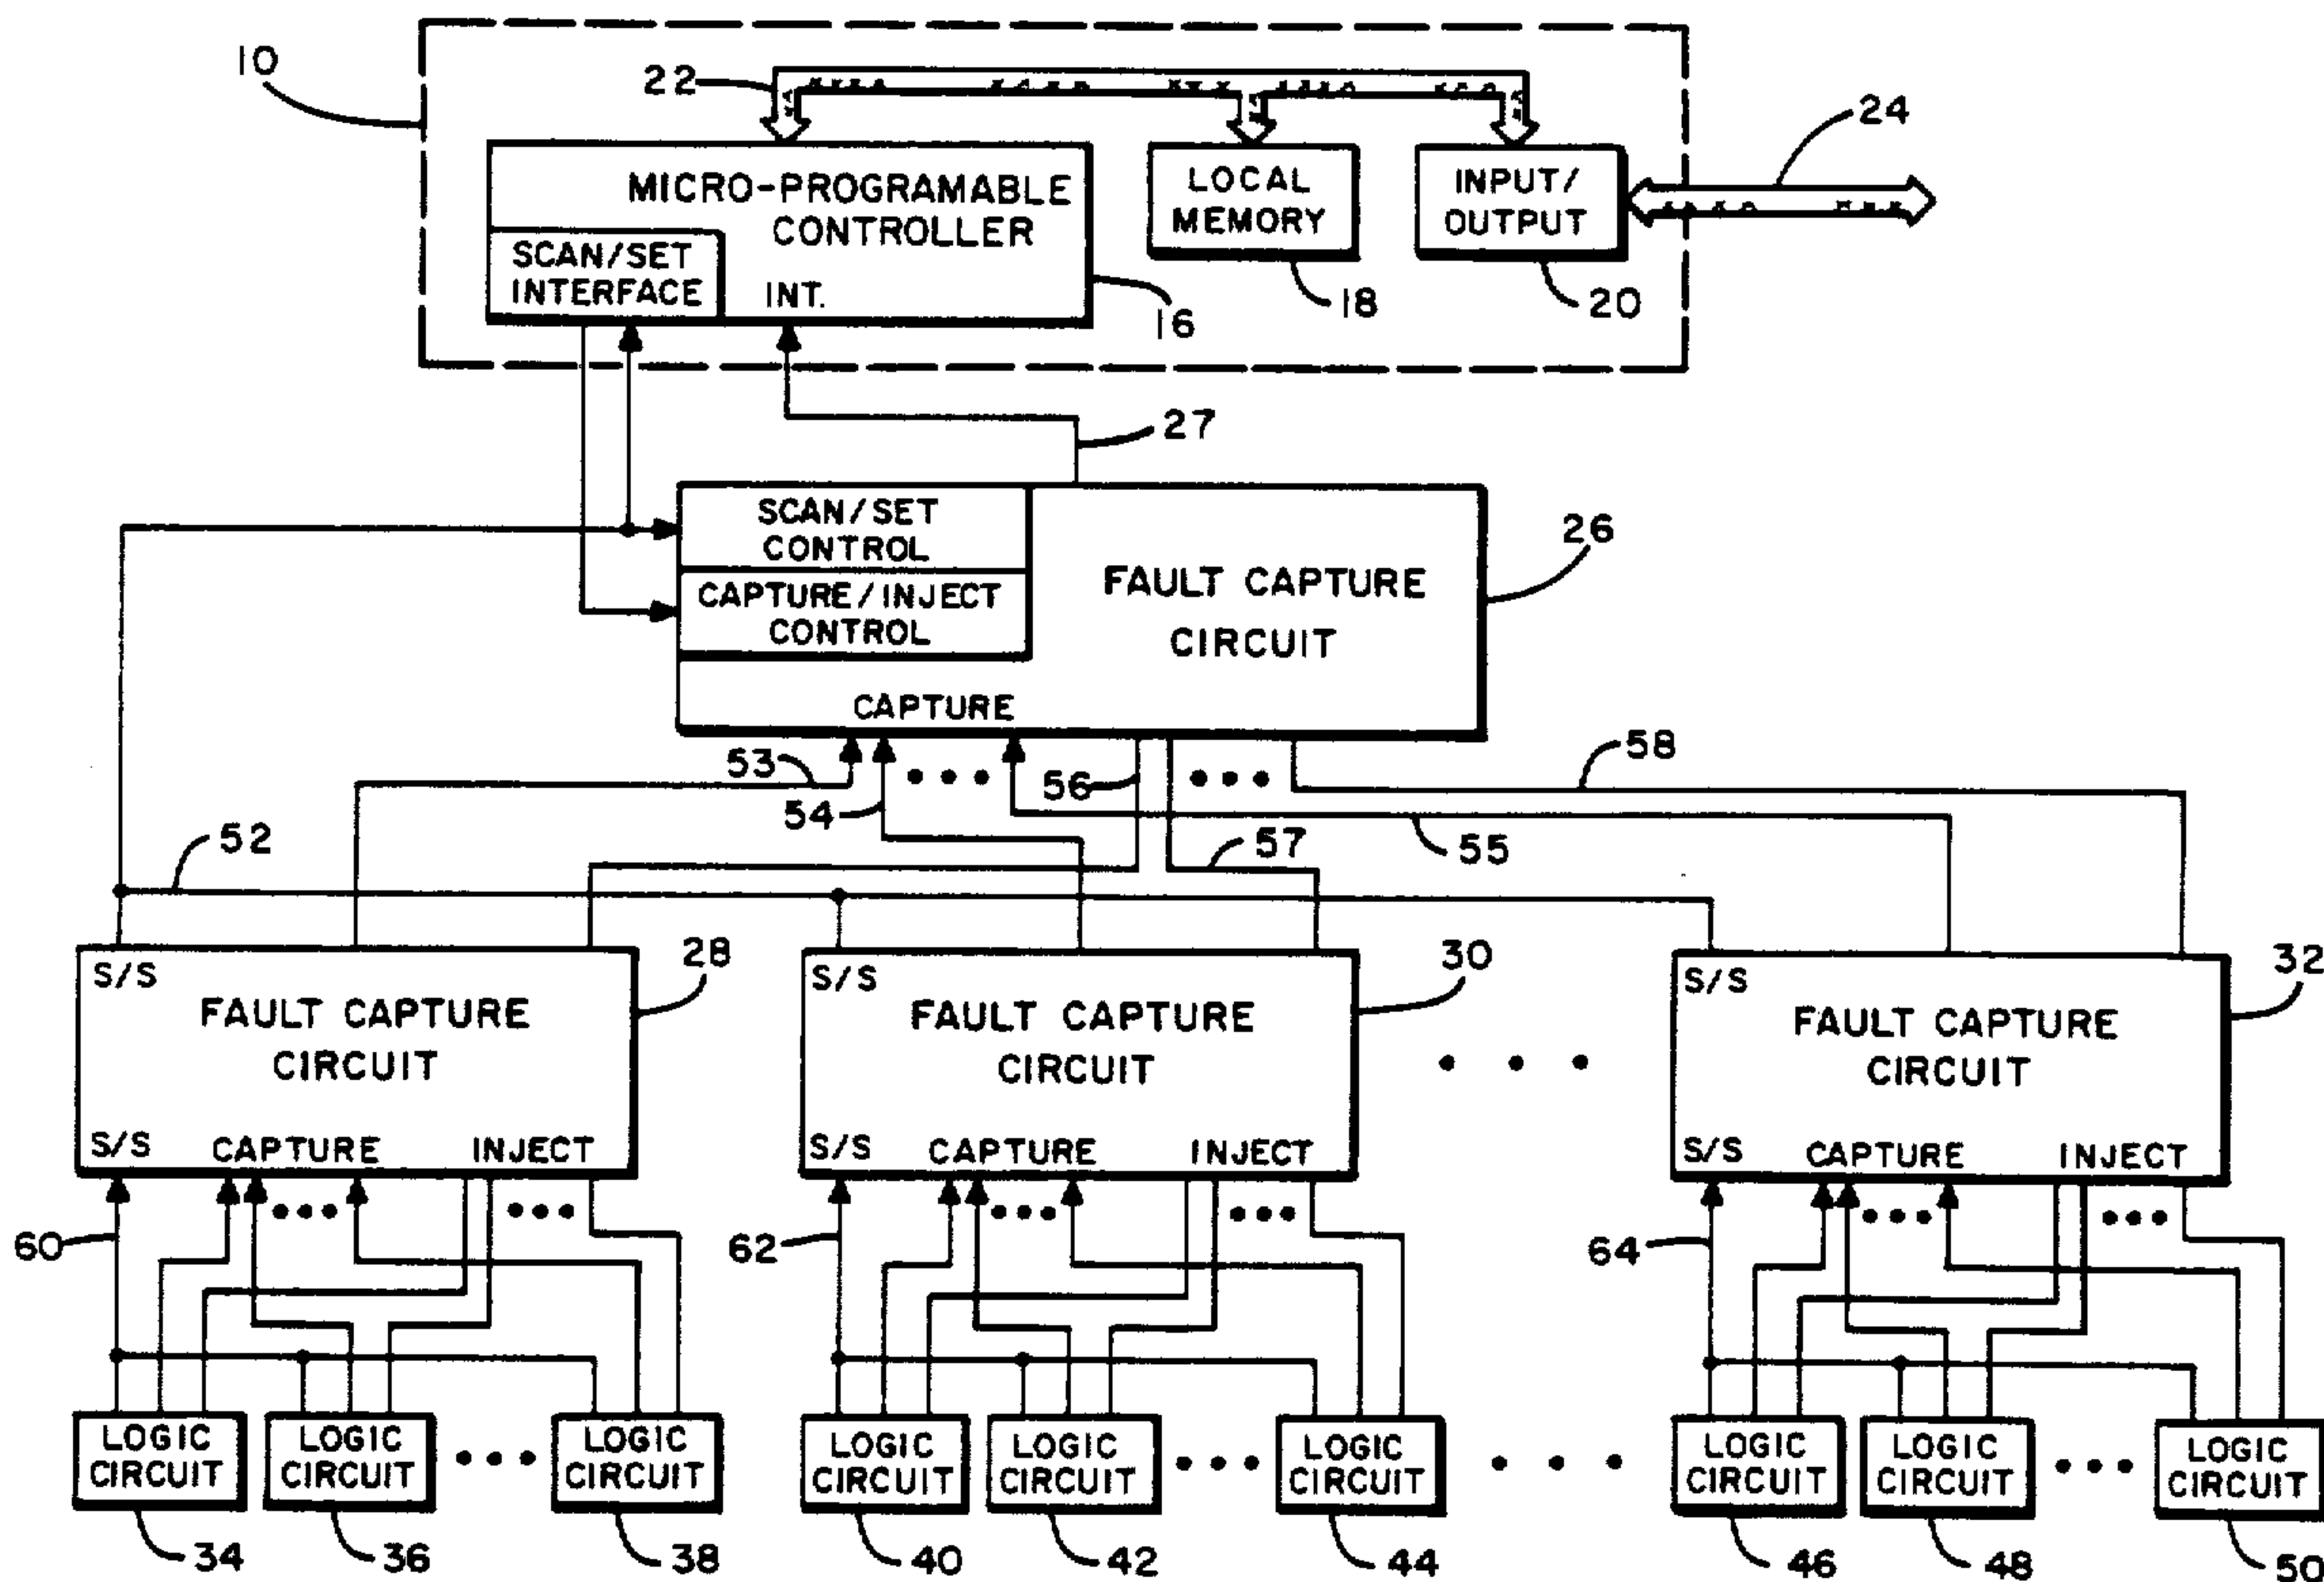 10
22
24
MICRO-PROGRAMABLE
CONTROLLER
SCAN/SET
INTERFACE
INT.
16
LOCAL
MEMORY
18
INPUT/
OUTPUT
20
27
SCAN/SET
CONTROL
CAPTURE/INJECT
CONTROL
FAULT CAPTURE
CIRCUIT
CAPTURE
26
53
54
56
58
57
55
52
S/S
FAULT CAPTURE
CIRCUIT
S/S CAPTURE INJECT
28
S/S
FAULT CAPTURE
CIRCUIT
S/S CAPTURE INJECT
30
S/S
FAULT CAPTURE
CIRCUIT
S/S CAPTURE INJECT
32
60
62
64
LOGIC
CIRCUIT
34
LOGIC
CIRCUIT
36
LOGIC
CIRCUIT
38
LOGIC
CIRCUIT
40
LOGIC
CIRCUIT
42
LOGIC
CIRCUIT
44
LOGIC
CIRCUIT
46
LOGIC
CIRCUIT
48
LOGIC
CIRCUIT
50